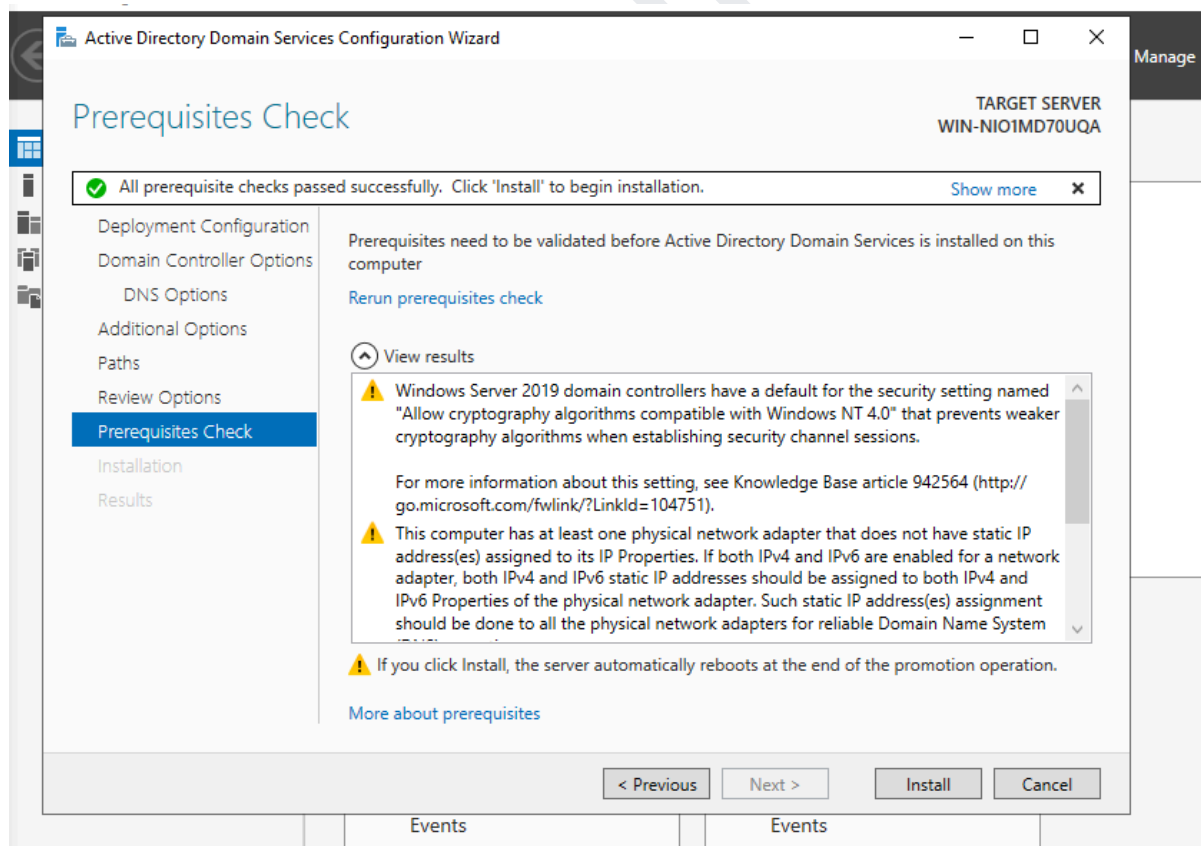 Active Directory Domain Services Configuration Wizard
Manage
Prerequisites Check
TARGET SERVER
WIN-NIO1MD70UQA
All prerequisite checks passed successfully. Click 'Install' to begin installation.
Show more
Deployment Configuration
Domain Controller Options
DNS Options
Additional Options
Paths
Review Options
Prerequisites Check
Installation
Results
Prerequisites need to be validated before Active Directory Domain Services is installed on this
computer
Rerun prerequisites check
View results
Windows Server 2019 domain controllers have a default for the security setting named
"Allow cryptography algorithms compatible with Windows NT 4.0" that prevents weaker
cryptography algorithms when establishing security channel sessions.
For more information about this setting, see Knowledge Base article 942564 (http://
go.microsoft.com/fwlink/?LinkId=104751).
This computer has at least one physical network adapter that does not have static IP
address(es) assigned to its IP Properties. If both IPv4 and IPv6 are enabled for a network
adapter, both IPv4 and IPv6 static IP addresses should be assigned to both IPv4 and
IPv6 Properties of the physical network adapter. Such static IP address(es) assignment
should be done to all the physical network adapters for reliable Domain Name System
If you click Install, the server automatically reboots at the end of the promotion operation.
More about prerequisites
< Previous
Next >
Install
Cancel
Events
Events